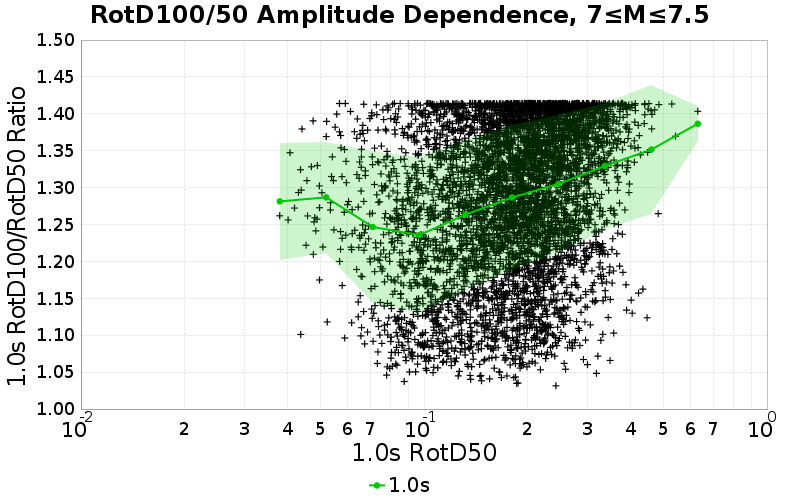 RotD100/50 Amplitude Dependence, 7≤M≤7.5
1.0s RotD100/RotD50 Ratio
1.50
1.45
1.40
1.35
1.30
1.25
1.20
1.15
1.10
1.05
1.00
10^-2 2 3 4 5 6 7 10^-1 2 3 4 5 6 7 10^0
1.0s RotD50
1.0s